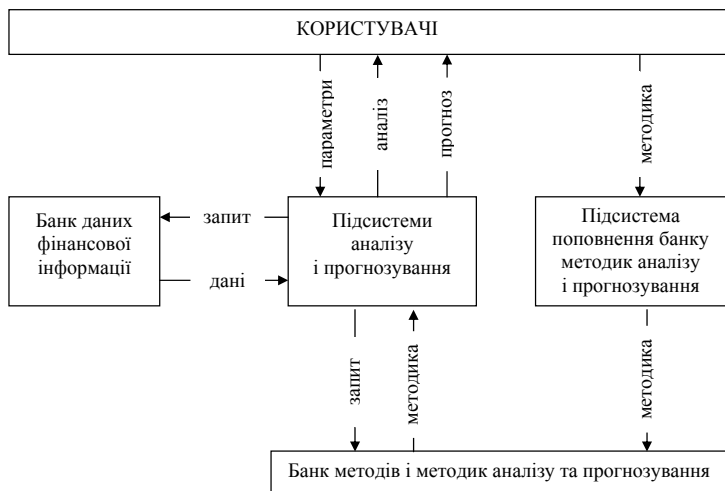 КОРИСТУВАЧІ
параметри
аналіз
прогноз
методика
Банк даних
фінансової
інформації
запит
дані
Підсистеми
аналізу
і прогнозування
Підсистема
поповнення банку
методик аналізу
і прогнозування
запит
методика
методика
Банк методів і методик аналізу та прогнозування